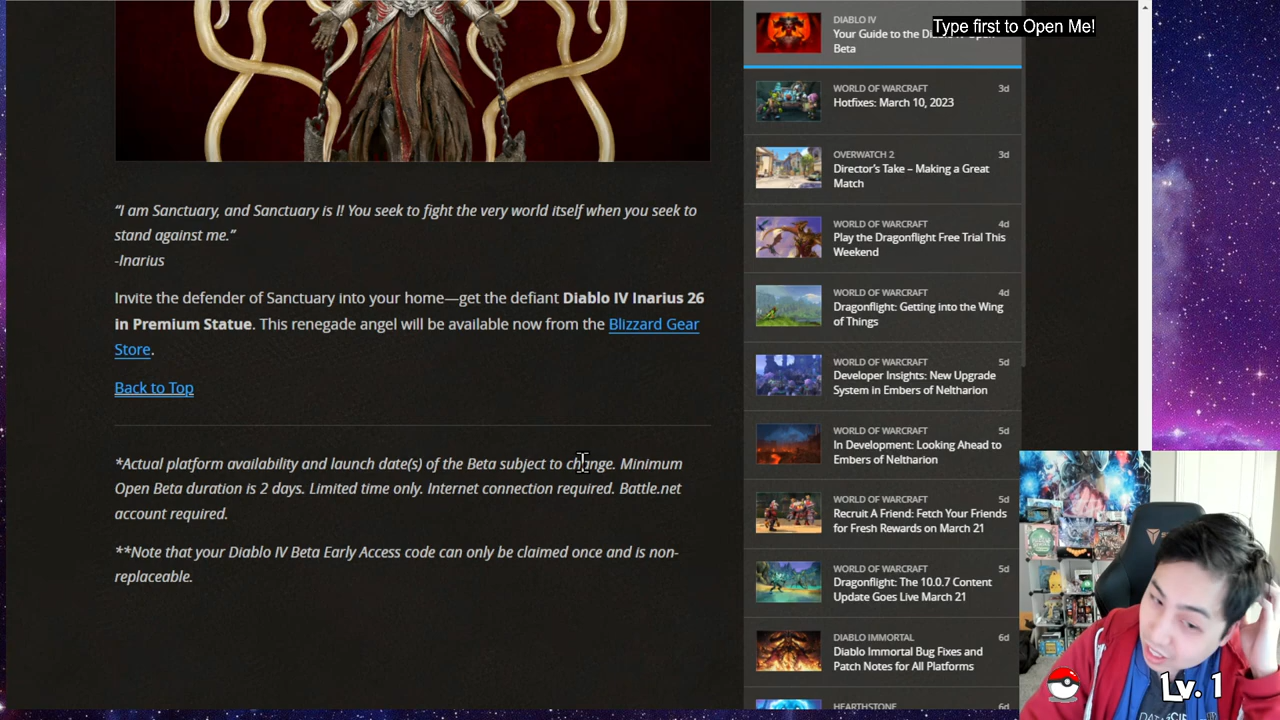 Type first to Open Me!
DIABLO IV
Your Guide to the Diablo IV Open
Beta
WORLD OF WARCRAFT 3d
Hotfixes: March 10, 2023
OVERWATCH 2 3d
Director's Take – Making a Great
Match
WORLD OF WARCRAFT 4d
Play the Dragonflight Free Trial This
Weekend
WORLD OF WARCRAFT 4d
Dragonflight: Getting into the Wing
of Things
WORLD OF WARCRAFT 5d
Developer Insights: New Upgrade
System in Embers of Neltharion
WORLD OF WARCRAFT 5d
In Development: Looking Ahead to
Embers of Neltharion
WORLD OF WARCRAFT 5d
Recruit A Friend: Fetch Your Friends
for Fresh Rewards on March 21
WORLD OF WARCRAFT 5d
Dragonflight: The 10.0.7 Content
Update Goes Live March 21
DIABLO IMMORTAL 6d
Diablo Immortal Bug Fixes and
Patch Notes for All Platforms
HEARTHSTONE 6d
“I am Sanctuary, and Sanctuary is I! You seek to fight the very world itself when you seek to
stand against me.”
-Inarius
Invite the defender of Sanctuary into your home—get the defiant Diablo IV Inarius 26
in Premium Statue. This renegade angel will be available now from the Blizzard Gear
Store.
Back to Top
*Actual platform availability and launch date(s) of the Beta subject to change. Minimum
Open Beta duration is 2 days. Limited time only. Internet connection required. Battle.net
account required.
**Note that your Diablo IV Beta Early Access code can only be claimed once and is non-
replaceable.
Lv. 1